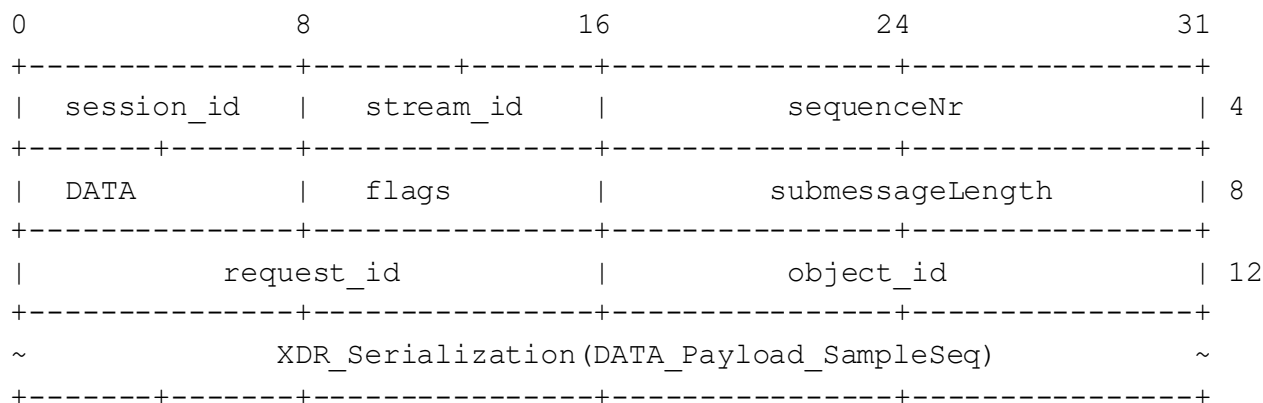 0 8 16 24 31
+---------------+--------+-------+---------------+---------------+
| session_id | stream_id | sequenceNr | 4
+-------+-------+---------------+---------------+---------------+
| DATA | flags | submessageLength | 8
+---------------+---------------+---------------+---------------+
| request_id | object_id | 12
+---------------+---------------+---------------+---------------+
~ XDR_Serialization(DATA_Payload_SampleSeq) ~
+-------+-------+---------------+---------------+---------------+